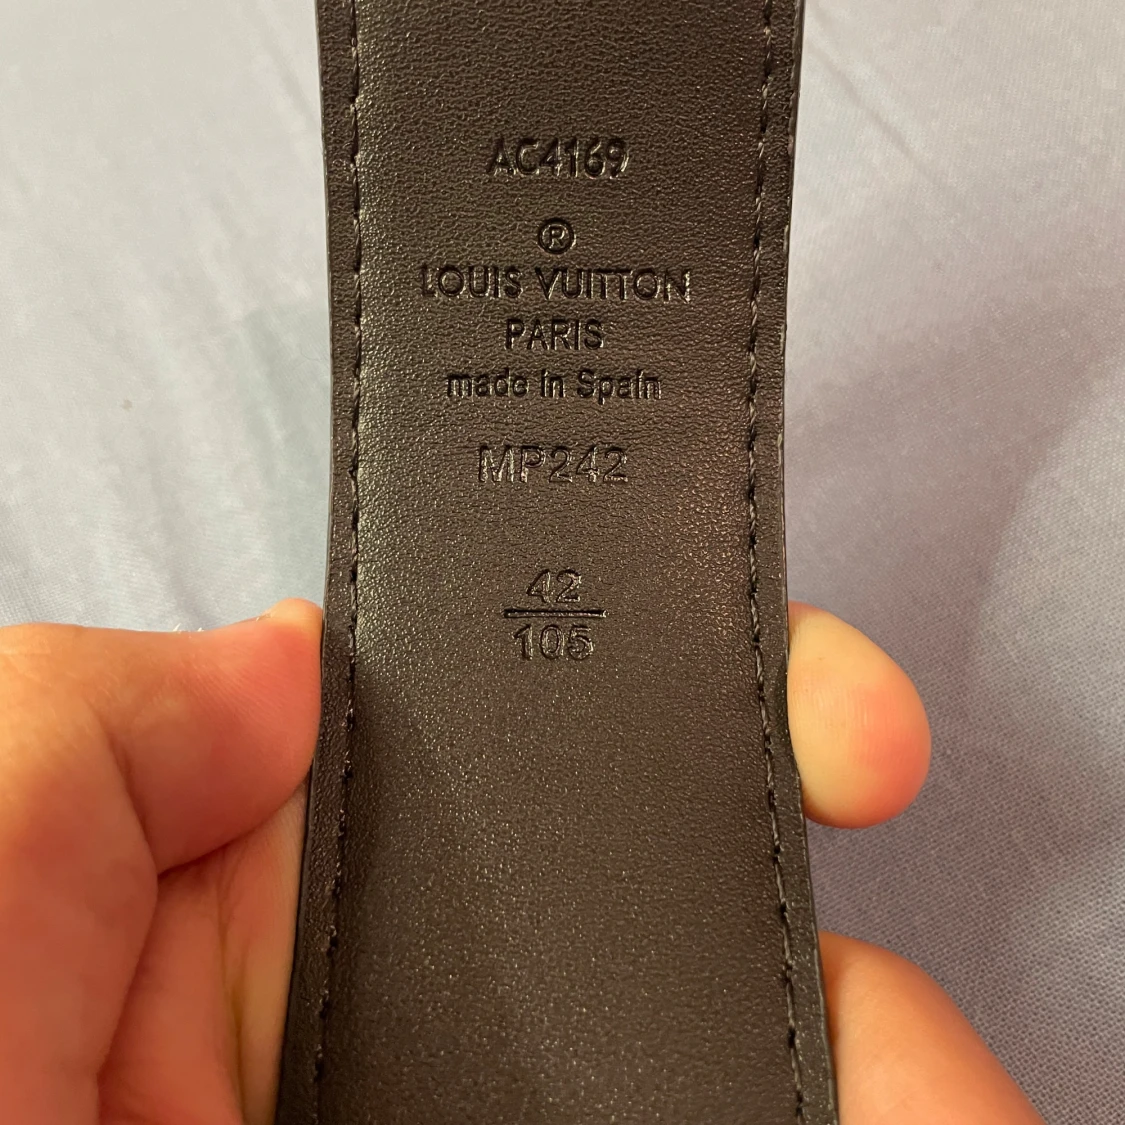 AC4169
®
LOUIS VUITTON
PARIS
made in Spain
MP242
42
105